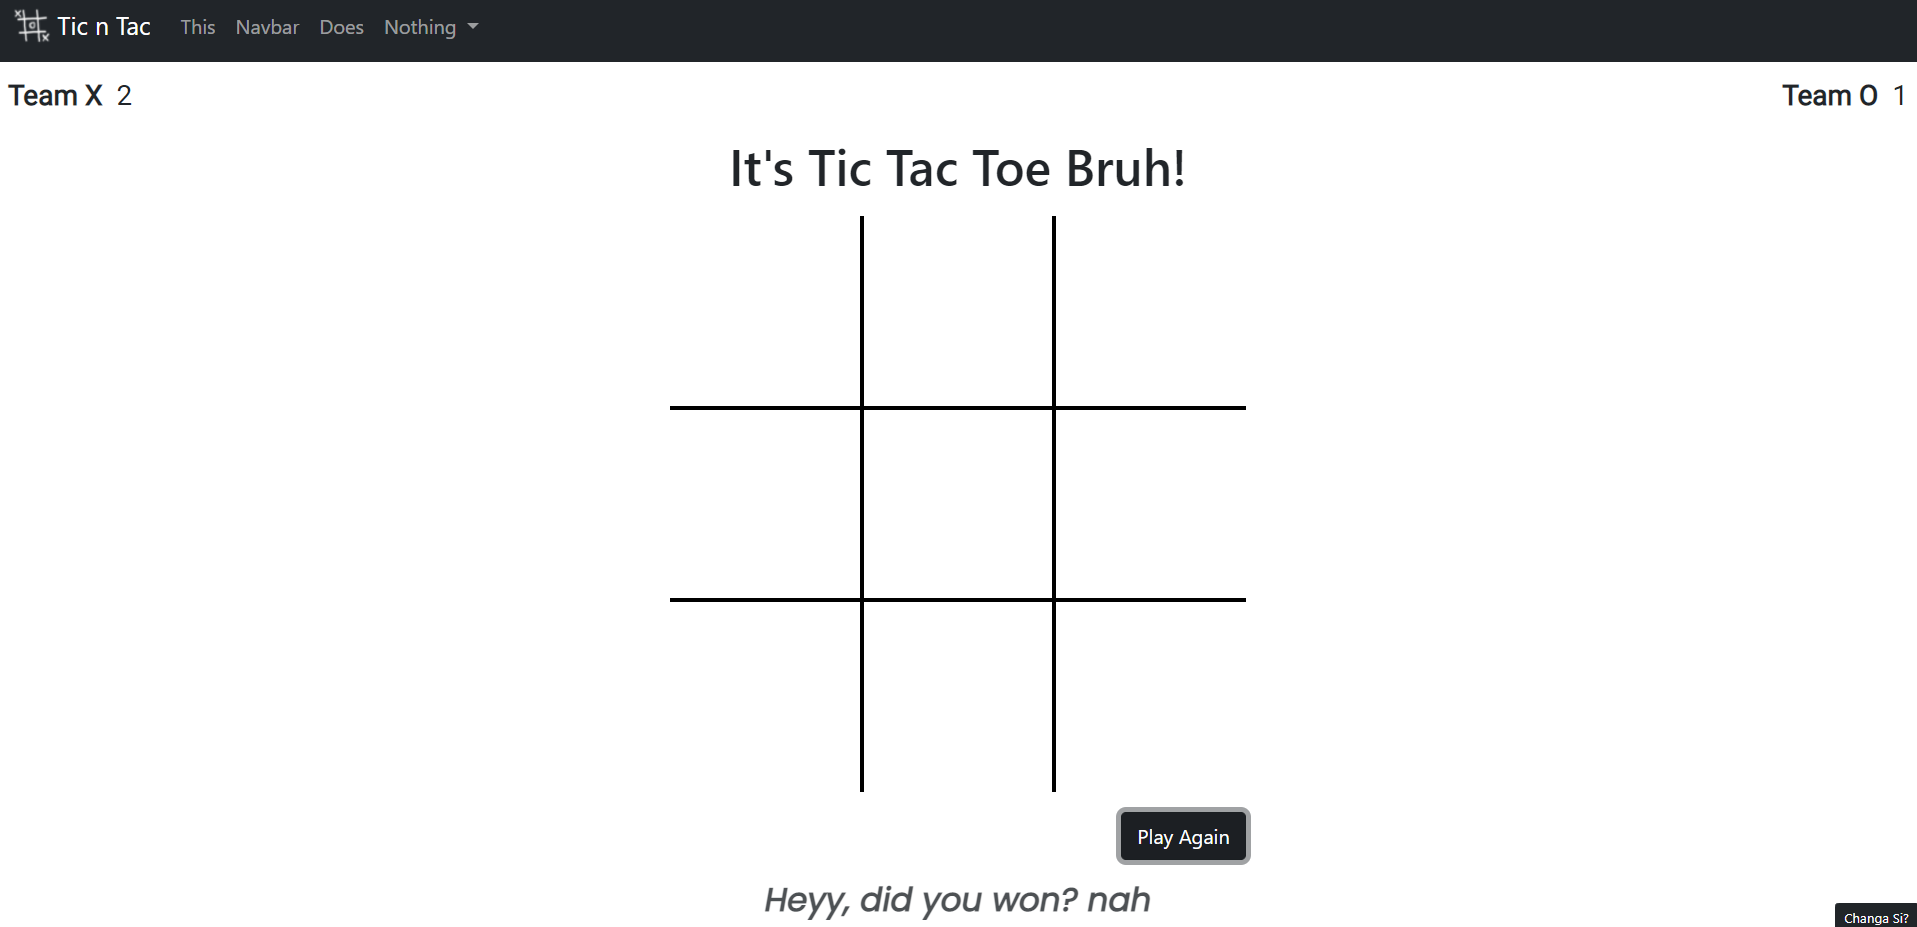 Tic n Tac This Navbar Does Nothing
Team X 2 Team O 1
It's Tic Tac Toe Bruh!
Play Again
Heyy, did you won? nah
Changa Si?